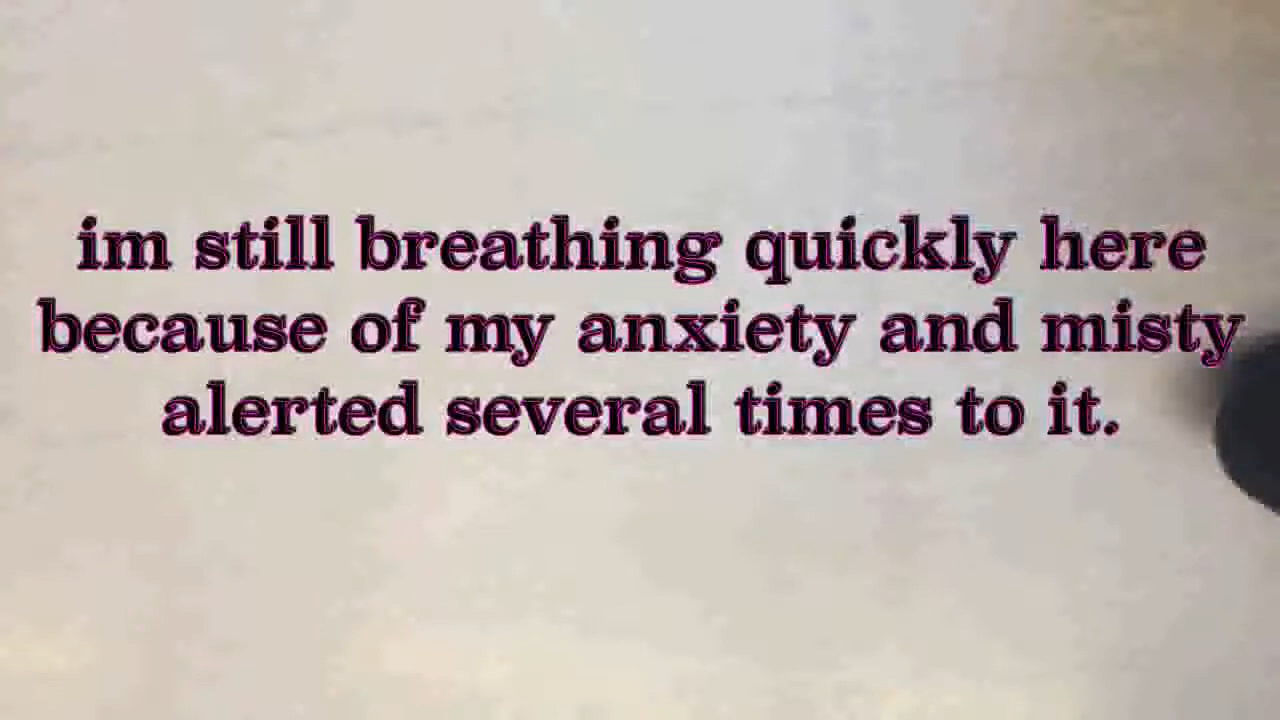 im still breathing quickly here
because of my anxiety and misty
alerted several times to it.